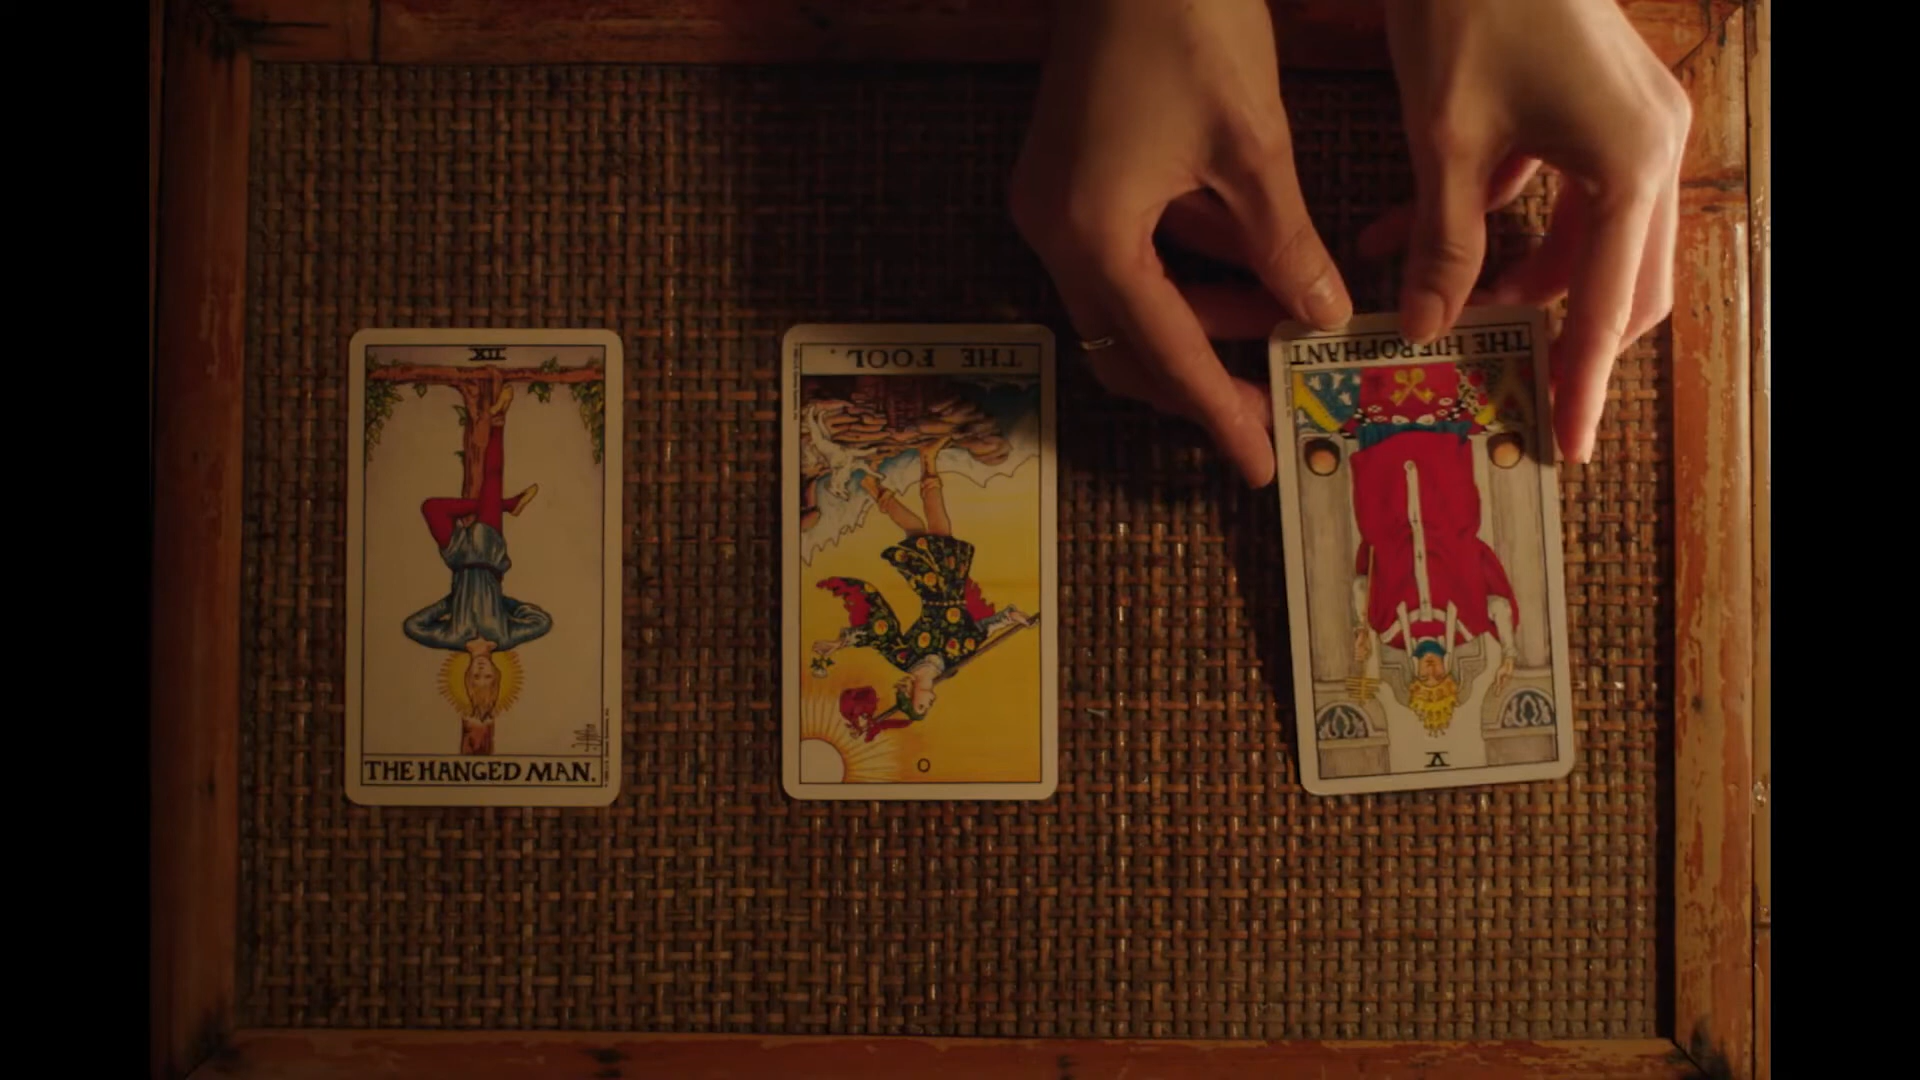 XII
THE HANGED MAN.
THE FOOL.
0
THE HIEROPHANT
V